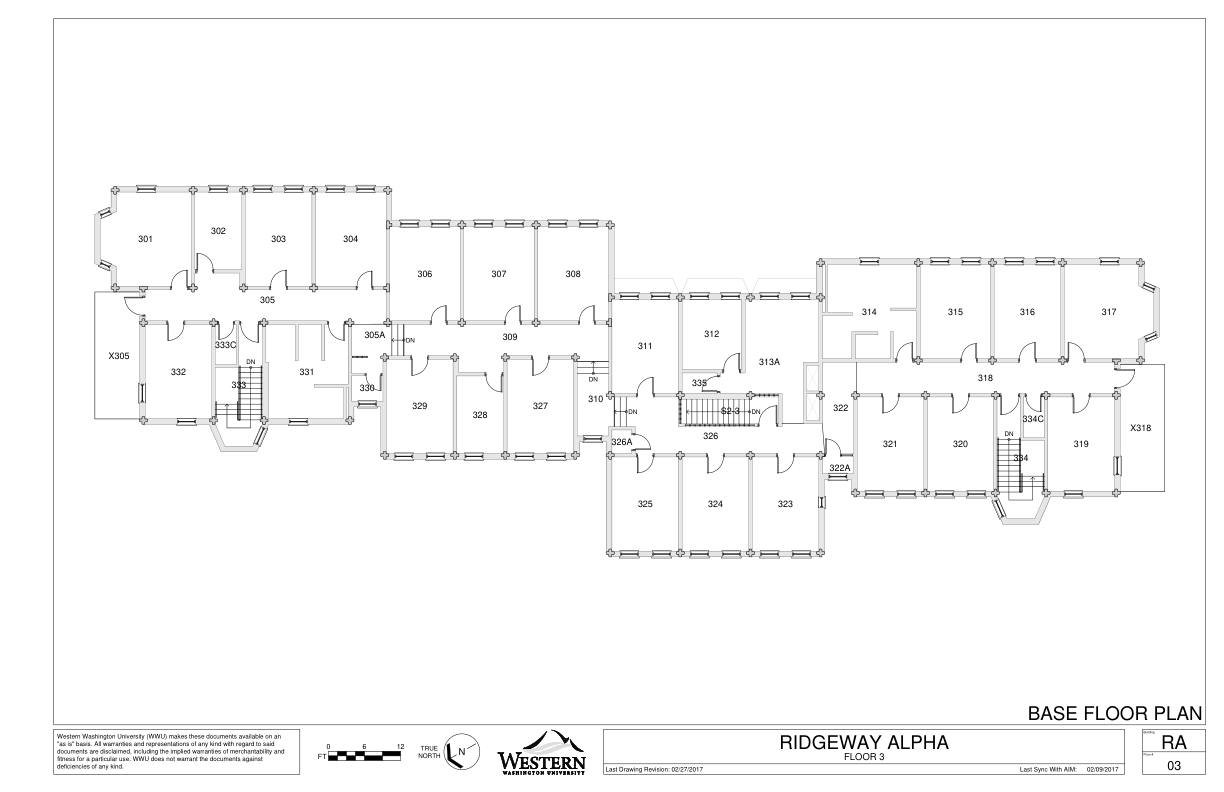 301
302
303
304
306
307
308
305
305A
DN
309
333C
DN
X305
332
333
331
330
329
328
327
DN
310
311
312
313A
335
DN
S2-3
DN
326
326A
325
324
323
314
315
316
317
318
322
322A
321
320
334C
DN
334
319
X318
BASE FLOOR PLAN
Western Washington University (WWU) makes these documents available on an
"as is" basis. All warranties and representations of any kind with regard to said
documents are disclaimed, including the implied warranties of merchantability and
fitness for a particular use. WWU does not warrant the documents against
deficiencies of any kind.
0 6 12
FT
TRUE
NORTH
N
WESTERN
WASHINGTON UNIVERSITY
RIDGEWAY ALPHA
FLOOR 3
Last Drawing Revision: 02/27/2017
Last Sync With AIM: 02/09/2017
Building
RA
03